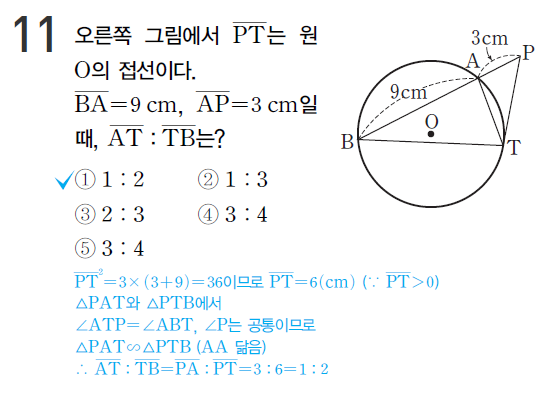 11 오른쪽 그림에서 PT는 원
O의 접선이다.
BA=9 cm, AP=3 cm일
때, AT : TB는?
① 1 : 2 ② 1 : 3
③ 2 : 3 ④ 3 : 4
⑤ 3 : 4
3cm
P
A
9cm
O
B
T
PT²=3×(3+9)=36이므로 PT=6(cm) (∵ PT>0)
△PAT와 △PTB에서
∠ATP=∠ABT, ∠P는 공통이므로
△PAT∽△PTB (AA 닮음)
∴ AT : TB=PA : PT=3 : 6=1 : 2